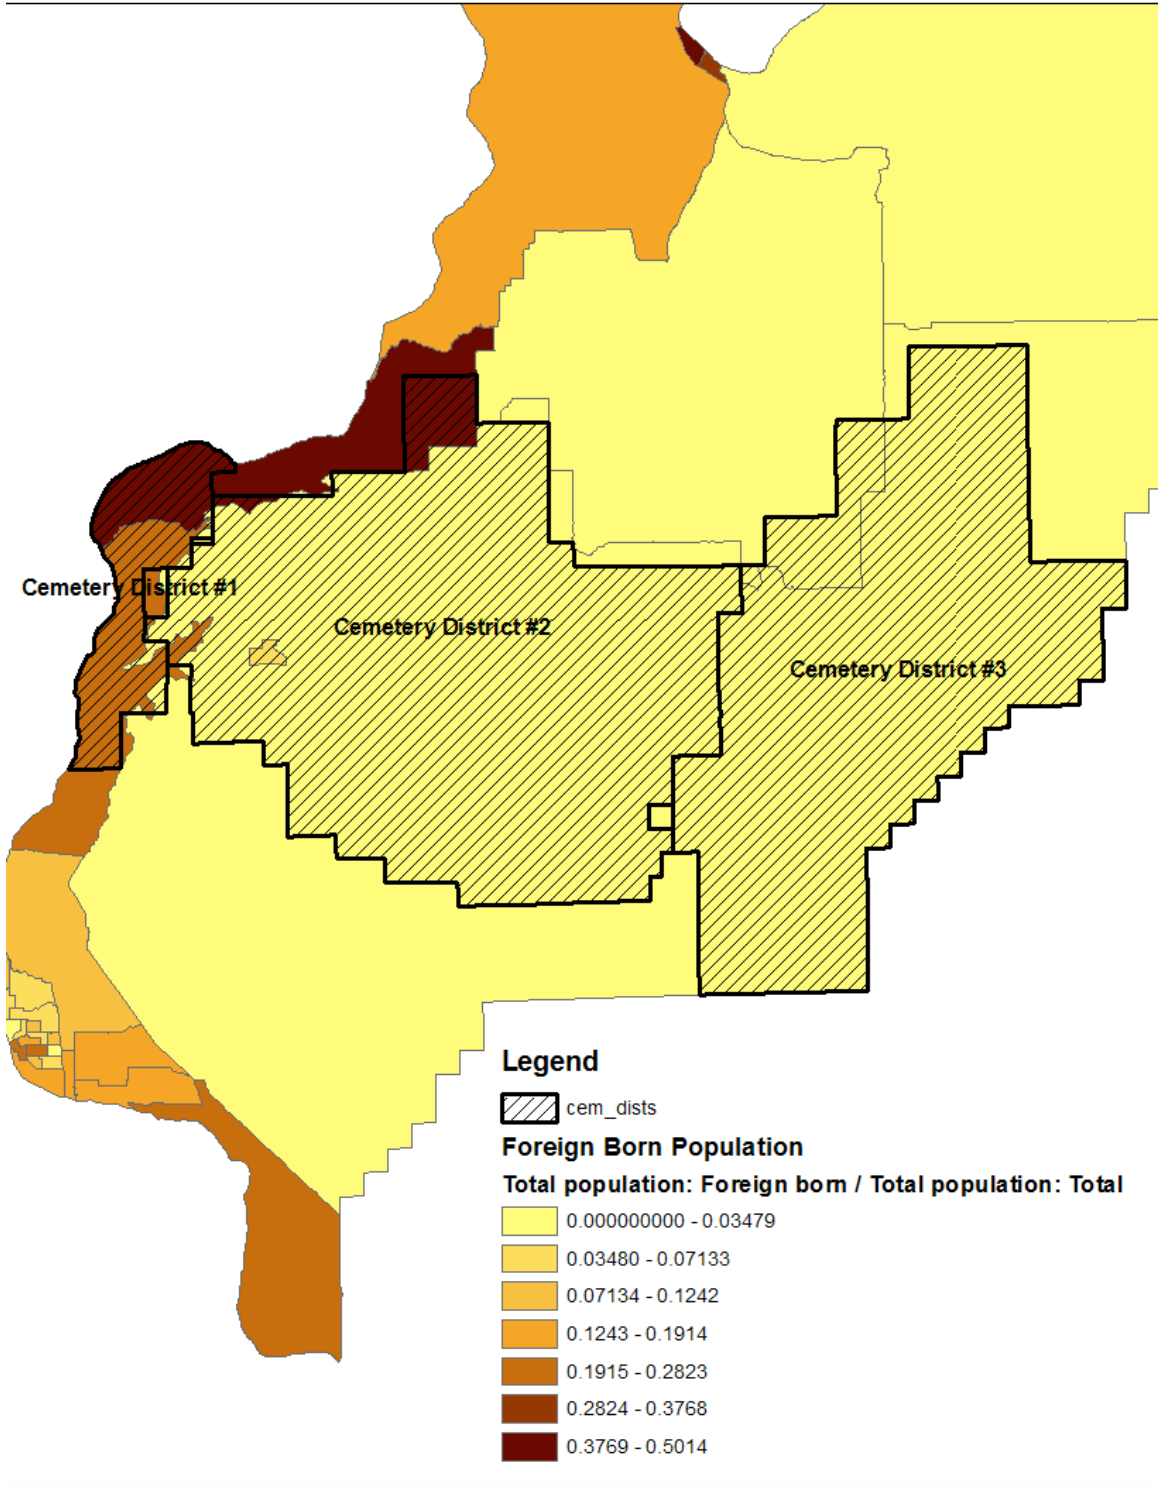 Cemetery District #1
Cemetery District #2
Cemetery District #3
Legend
cem_dists
Foreign Born Population
Total population: Foreign born / Total population: Total
0.000000000 - 0.03479
0.03480 - 0.07133
0.07134 - 0.1242
0.1243 - 0.1914
0.1915 - 0.2823
0.2824 - 0.3768
0.3769 - 0.5014